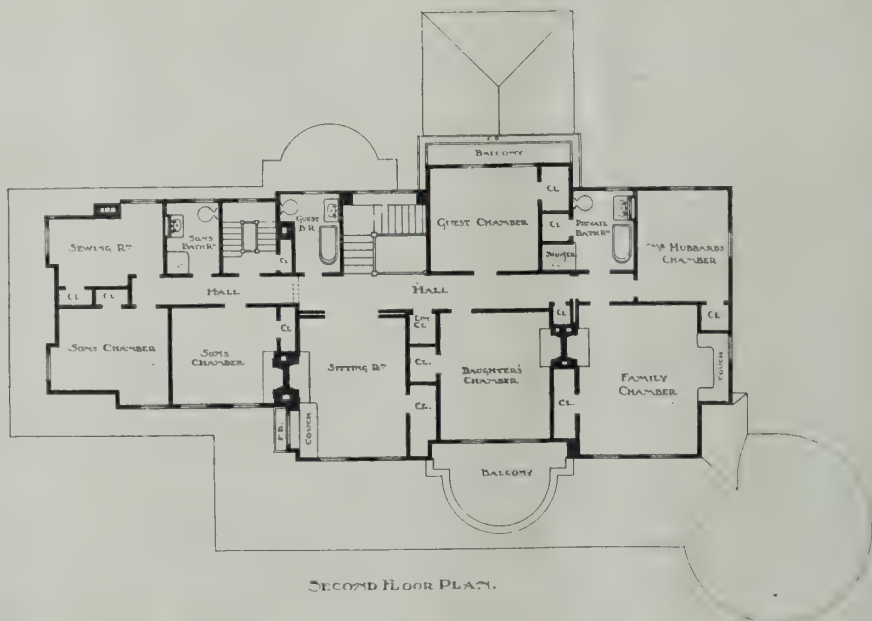 BALCONY
CL.
GUEST CHAMBER
CL.
SHOWER
PRIVATE
BATH RM
MR HUBBARDS
CHAMBER
GUEST
B.R.
SONS
BATH RM
SEWING RM
CL
CL
CL
HALL
HALL
SONS CHAMBER
SONS
CHAMBER
CL
SITTING RM
LIN
CL
CL.
CL.
DAUGHTER'S
CHAMBER
CL
CL.
FAMILY
CHAMBER
CL.
COUCH
COUCH
F.B.
BALCONY
SECOND FLOOR PLAN.